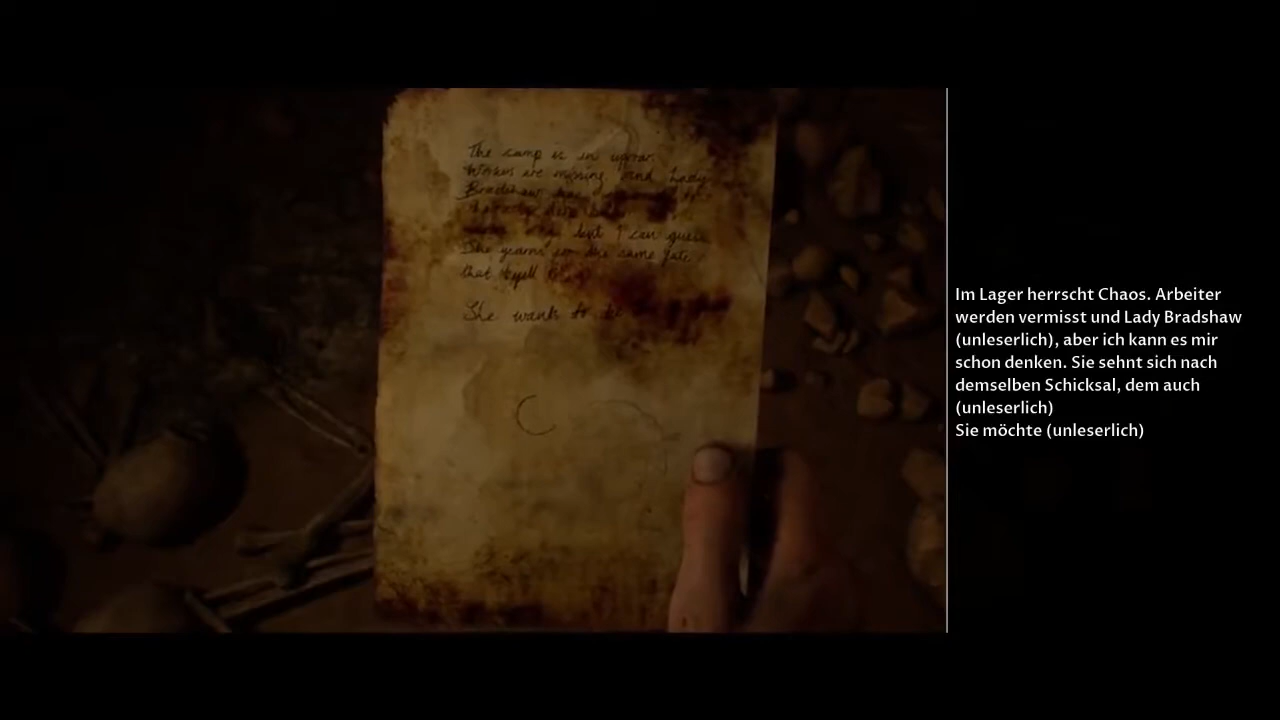 The camp is in uproar.
Workers are missing and Lady
Bradshaw has
but I can guess
She yearns for the same fate
that
She wants to be
Im Lager herrscht Chaos. Arbeiter
werden vermisst und Lady Bradshaw
(unleserlich), aber ich kann es mir
schon denken. Sie sehnt sich nach
demselben Schicksal, dem auch
(unleserlich)
Sie möchte (unleserlich)